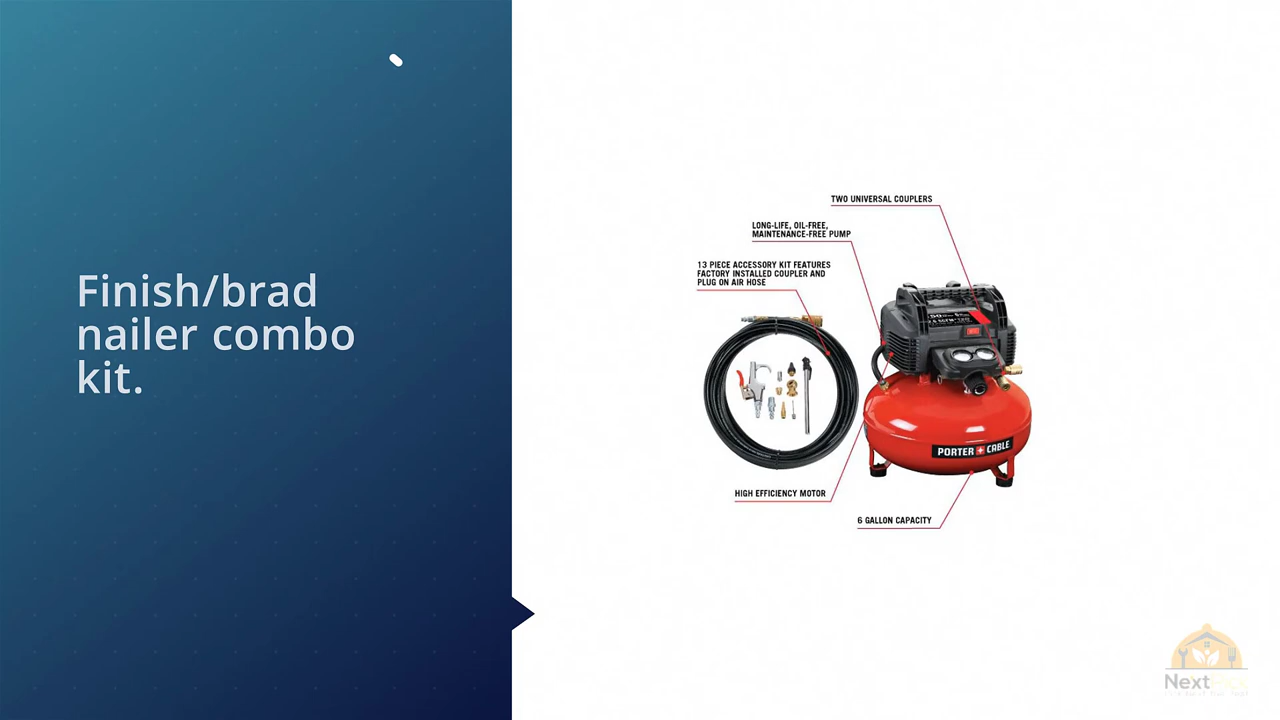 Finish/brad
nailer combo
kit.
TWO UNIVERSAL COUPLERS
LONG-LIFE, OIL-FREE,
MAINTENANCE-FREE PUMP
13 PIECE ACCESSORY KIT FEATURES
FACTORY INSTALLED COUPLER AND
PLUG ON AIR HOSE
PORTER CABLE
HIGH EFFICIENCY MOTOR
6 GALLON CAPACITY
Next